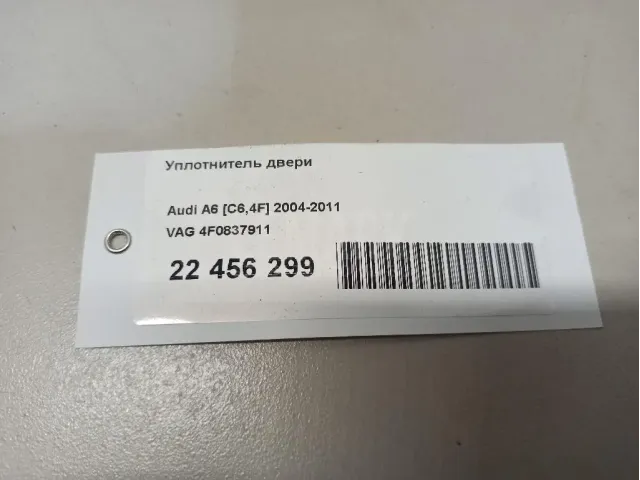 Уплотнитель двери
Audi A6 [C6,4F] 2004-2011
VAG 4F0837911
22 456 299